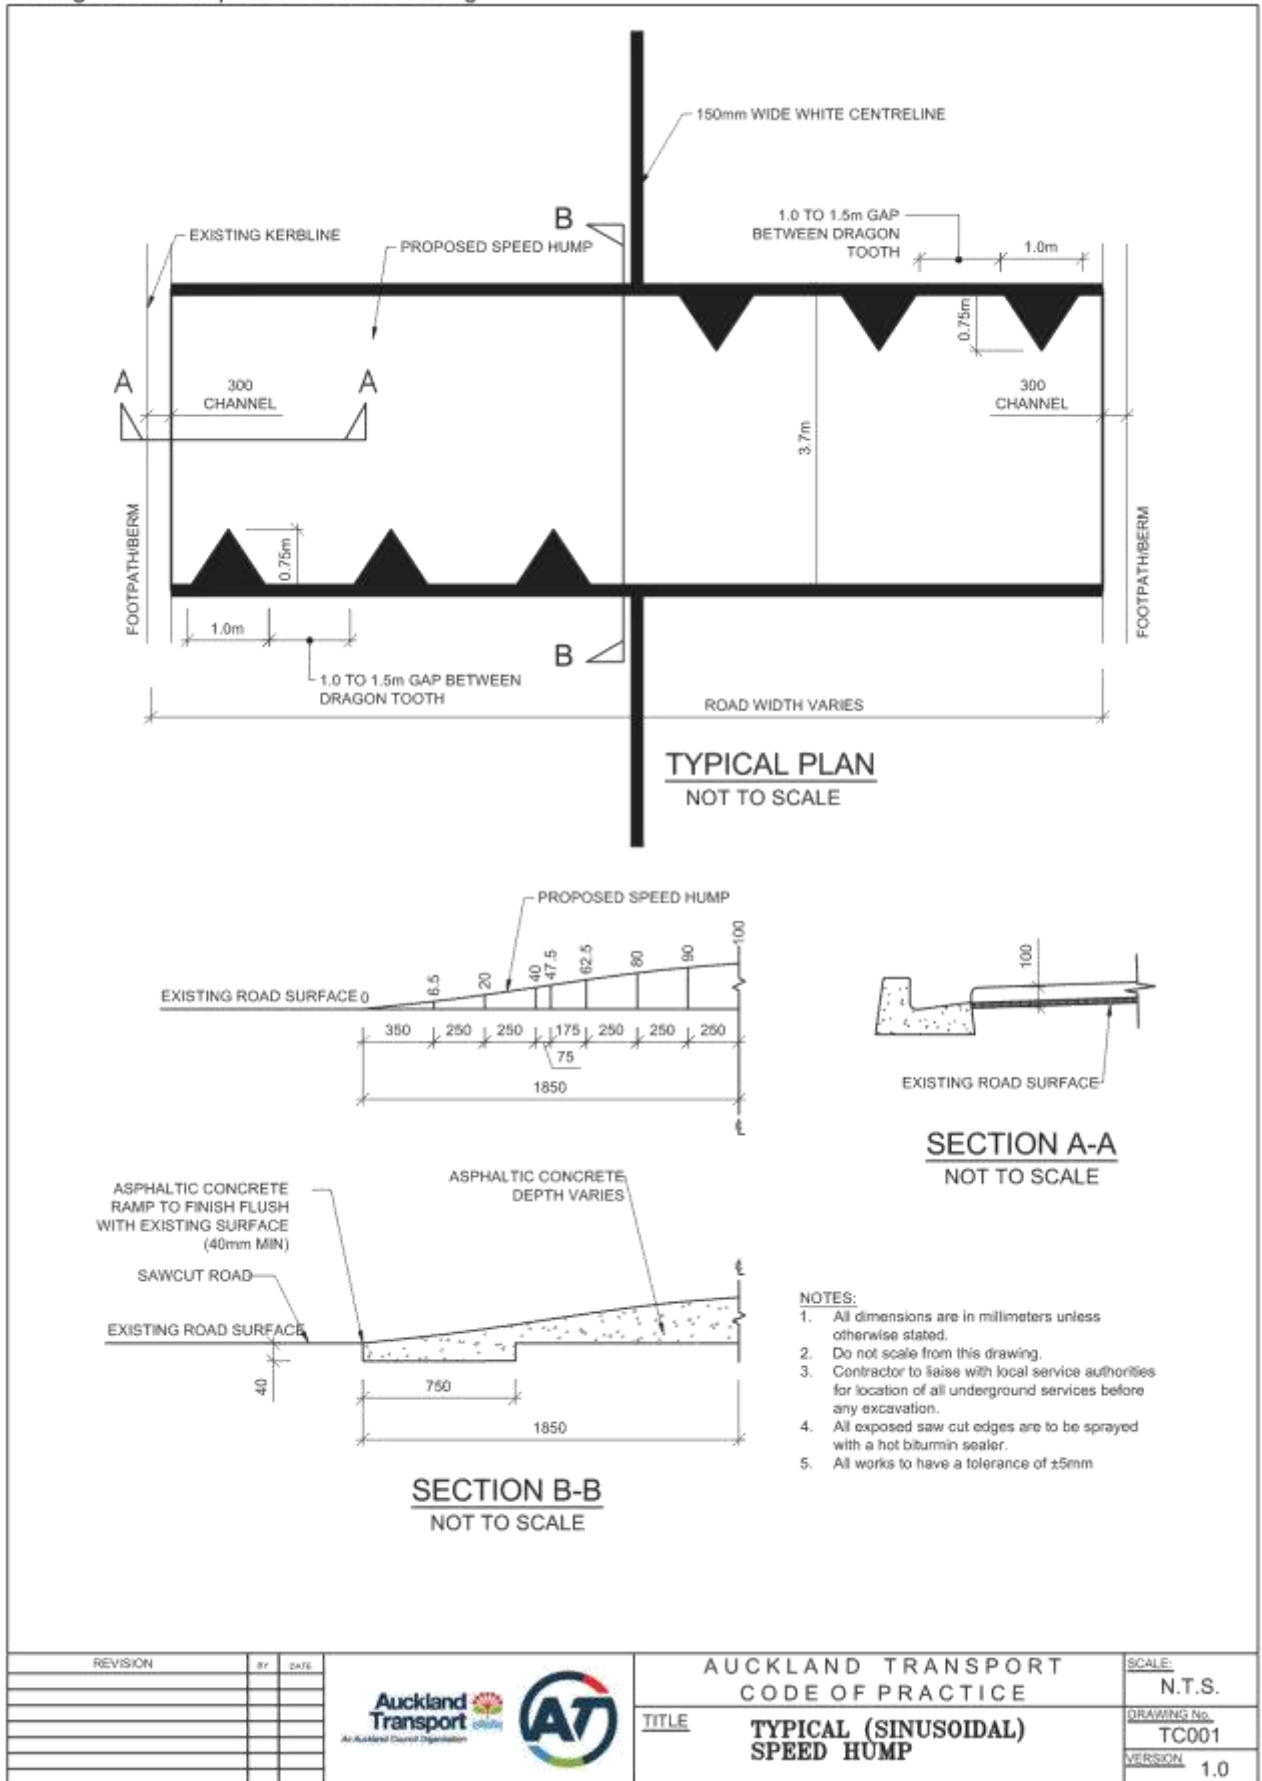 150mm WIDE WHITE CENTRELINE
B
1.0 TO 1.5m GAP
BETWEEN DRAGON
TOOTH
1.0m
EXISTING KERBLINE
PROPOSED SPEED HUMP
0.75m
A
A
300
CHANNEL
300
CHANNEL
3.7m
FOOTPATH/BERM
0.75m
FOOTPATH/BERM
1.0m
B
1.0 TO 1.5m GAP BETWEEN
DRAGON TOOTH
ROAD WIDTH VARIES
TYPICAL PLAN
NOT TO SCALE
PROPOSED SPEED HUMP
EXISTING ROAD SURFACE
0
6.5
20
40
47.5
62.5
80
90
100
350
250
250
175
250
250
250
75
1850
100
EXISTING ROAD SURFACE
SECTION A-A
NOT TO SCALE
ASPHALTIC CONCRETE
RAMP TO FINISH FLUSH
WITH EXISTING SURFACE
(40mm MIN)
ASPHALTIC CONCRETE
DEPTH VARIES
SAWCUT ROAD
EXISTING ROAD SURFACE
40
750
1850
SECTION B-B
NOT TO SCALE
NOTES:
1. All dimensions are in millimeters unless
otherwise stated.
2. Do not scale from this drawing.
3. Contractor to liaise with local service authorities
for location of all underground services before
any excavation.
4. All exposed saw cut edges are to be sprayed
with a hot biturmin sealer.
5. All works to have a tolerance of ±5mm
REVISION BY DATE
Auckland
Transport
An Auckland Council Organisation
AT
AUCKLAND TRANSPORT
CODE OF PRACTICE
TITLE
TYPICAL (SINUSOIDAL)
SPEED HUMP
SCALE:
N.T.S.
DRAWING No.
TC001
VERSION 1.0